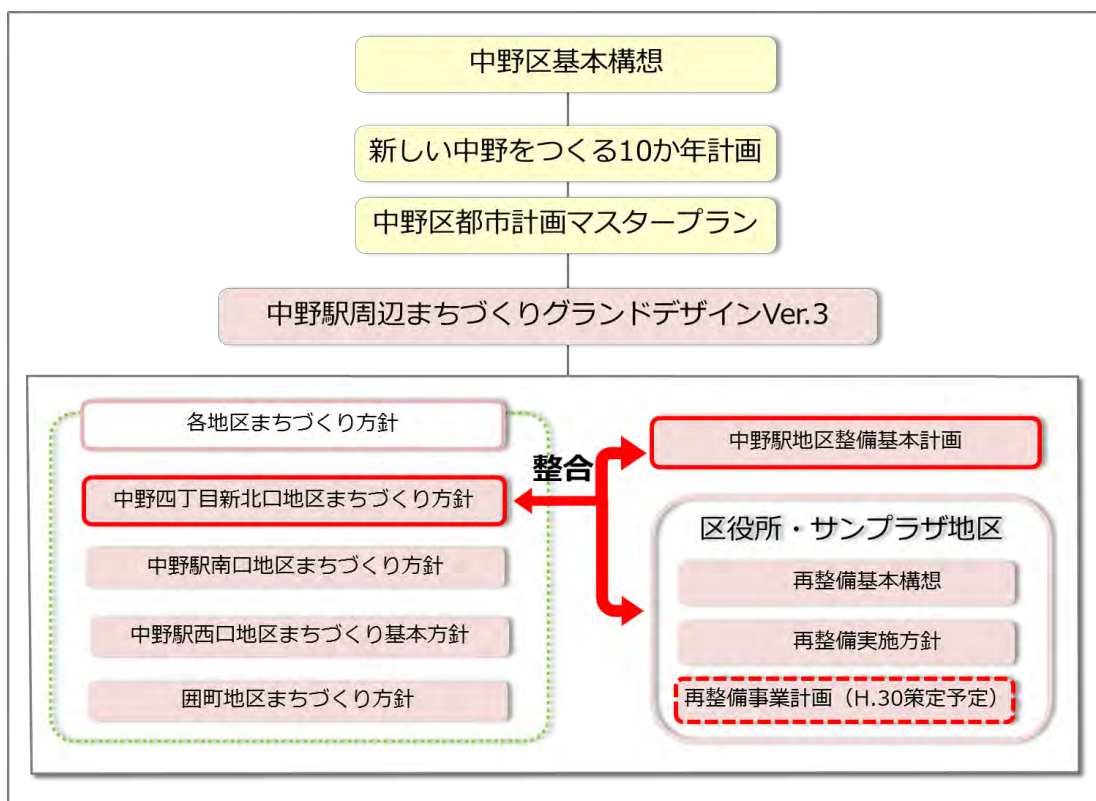 中野区基本構想
新しい中野をつくる10か年計画
中野区都市計画マスタープラン
中野駅周辺まちづくりグランドデザインVer.3
各地区まちづくり方針
中野四丁目新北口地区まちづくり方針
中野駅南口地区まちづくり方針
中野駅西口地区まちづくり基本方針
囲町地区まちづくり方針
整合
中野駅地区整備基本計画
区役所・サンプラザ地区
再整備基本構想
再整備実施方針
再整備事業計画（H.30策定予定）